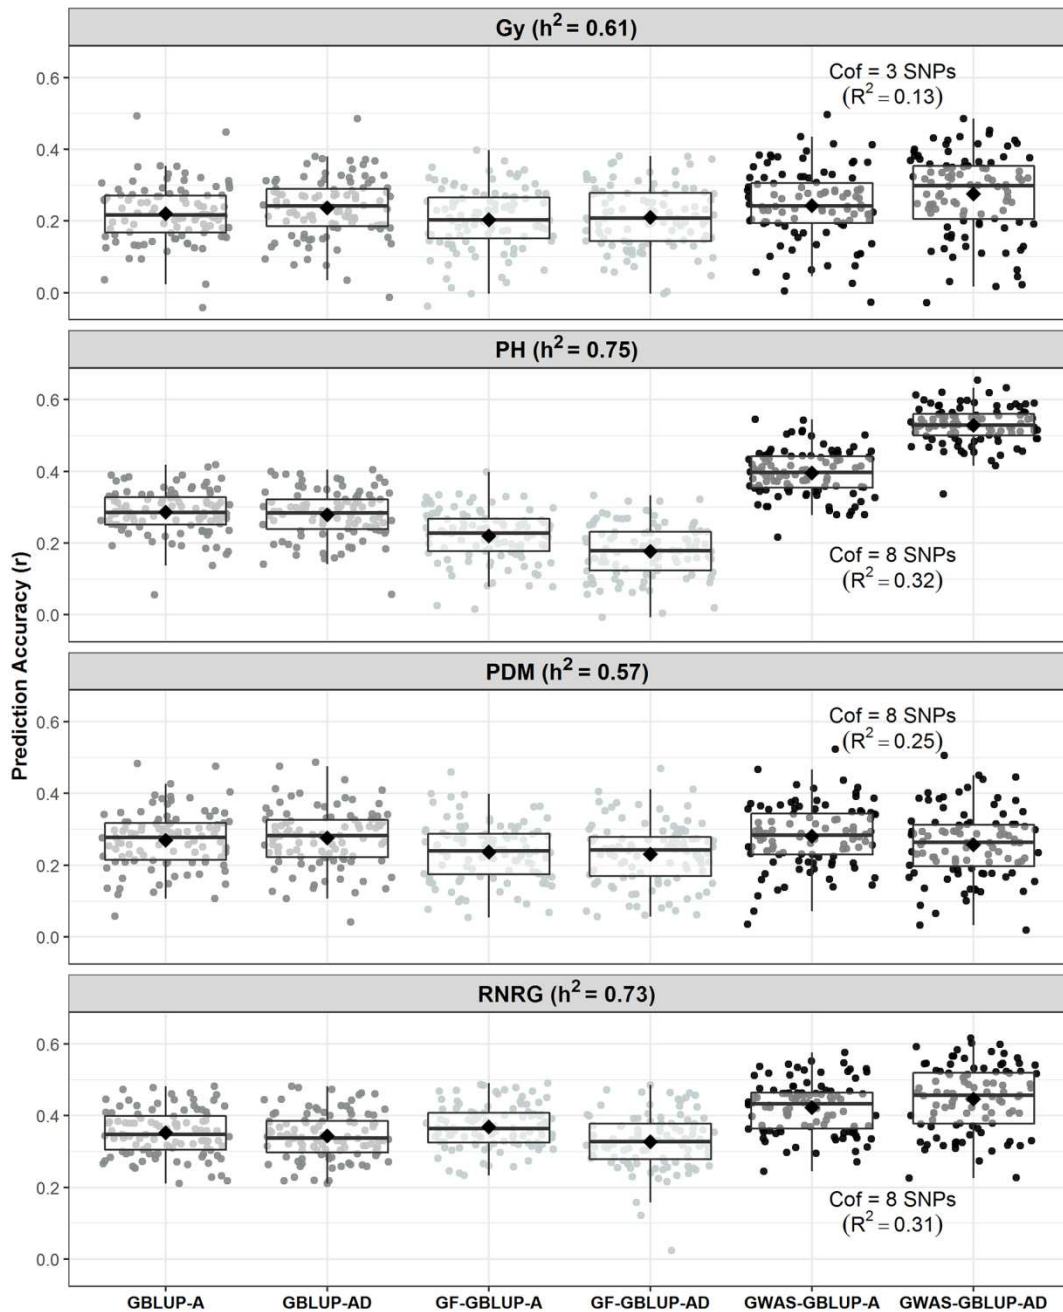 Prediction Accuracy (r)
Gy (h² = 0.61)
0.6
0.4
0.2
0.0
Cof = 3 SNPs
(R² = 0.13)
PH (h² = 0.75)
0.6
0.4
0.2
0.0
Cof = 8 SNPs
(R² = 0.32)
PDM (h² = 0.57)
0.6
0.4
0.2
0.0
Cof = 8 SNPs
(R² = 0.25)
RNRG (h² = 0.73)
0.6
0.4
0.2
0.0
Cof = 8 SNPs
(R² = 0.31)
GBLUP-A GBLUP-AD GF-GBLUP-A GF-GBLUP-AD GWAS-GBLUP-A GWAS-GBLUP-AD